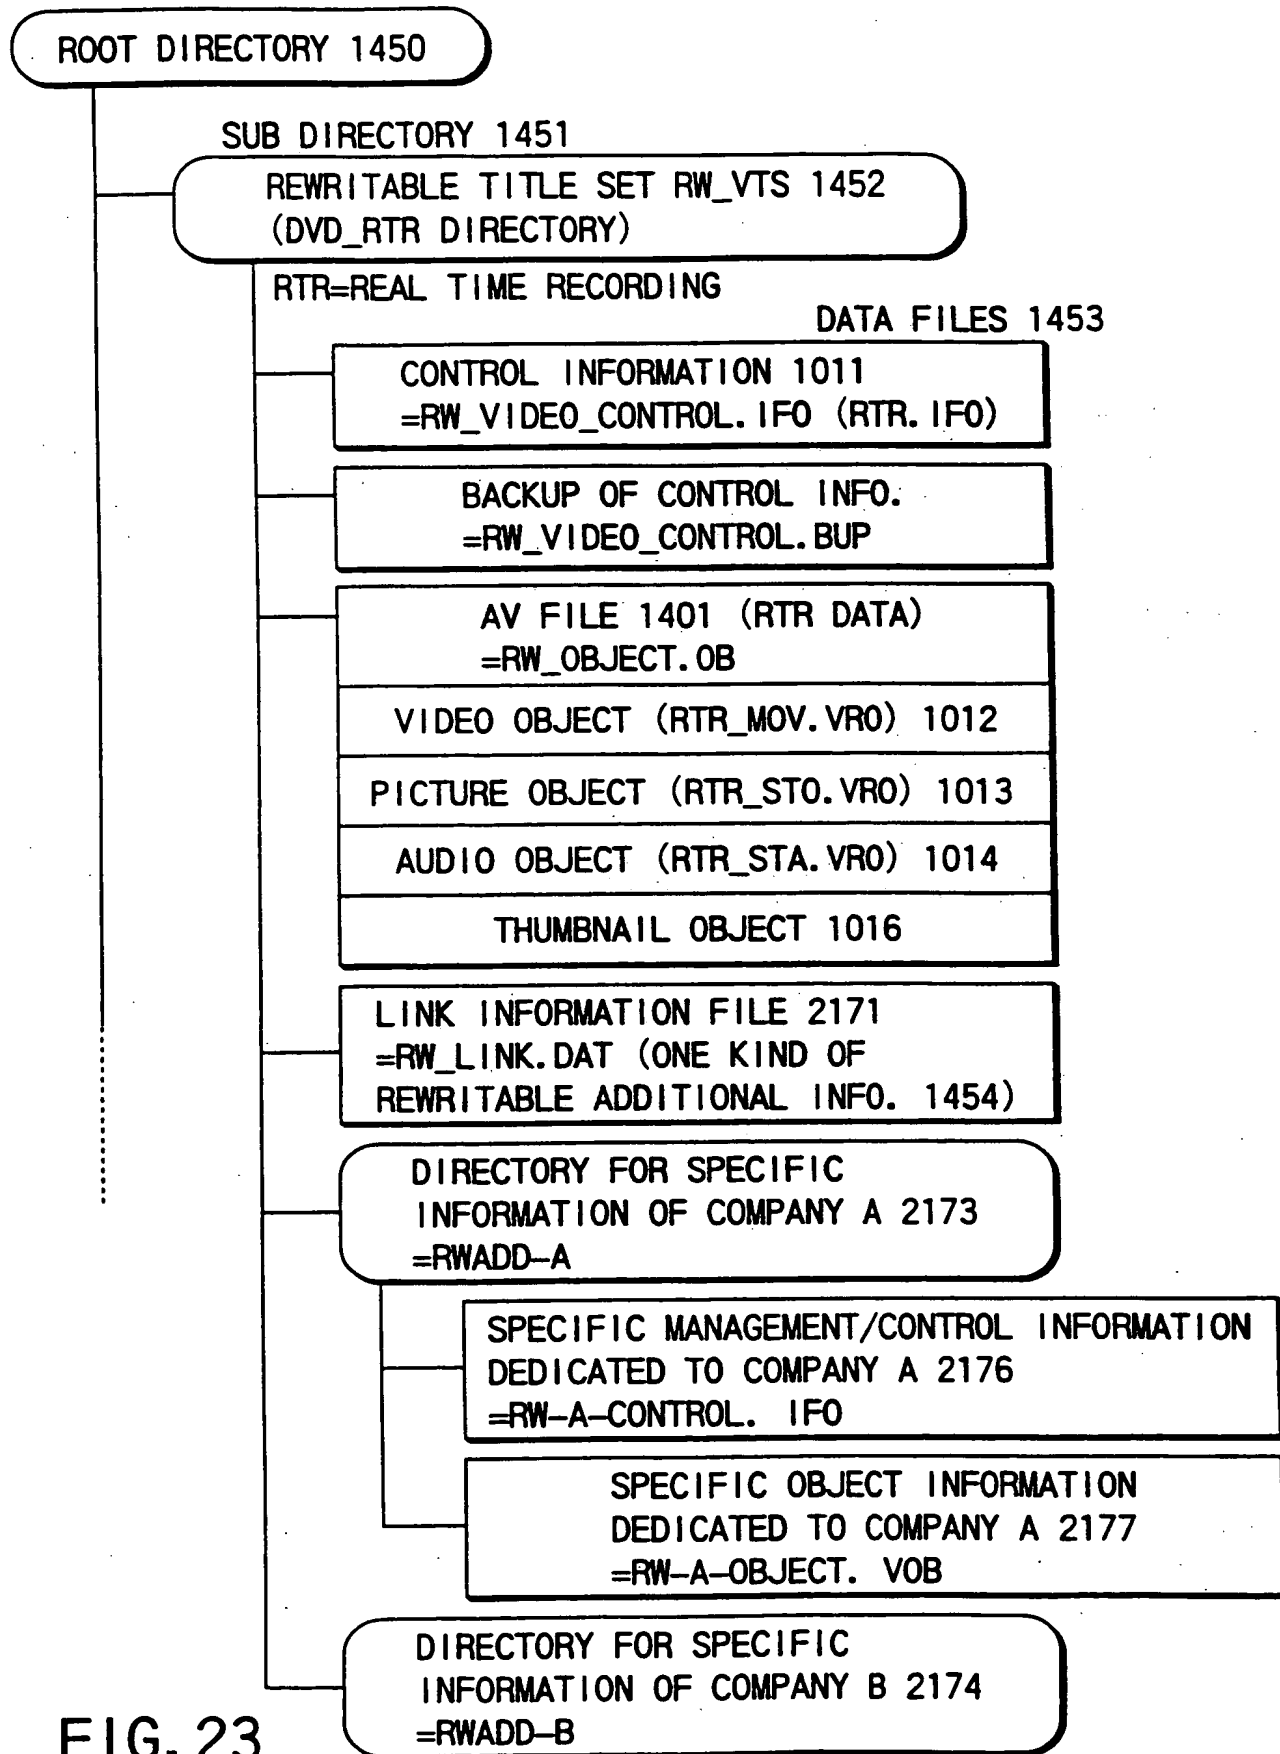 ROOT DIRECTORY 1450
SUB DIRECTORY 1451
REWRITABLE TITLE SET RW_VTS 1452
(DVD_RTR DIRECTORY)
RTR=REAL TIME RECORDING
DATA FILES 1453
CONTROL INFORMATION 1011
=RW_VIDEO_CONTROL.IFO (RTR.IFO)
BACKUP OF CONTROL INFO.
=RW_VIDEO_CONTROL.BUP
AV FILE 1401 (RTR DATA)
=RW_OBJECT.OB
VIDEO OBJECT (RTR_MOV.VRO) 1012
PICTURE OBJECT (RTR_STO.VRO) 1013
AUDIO OBJECT (RTR_STA.VRO) 1014
THUMBNAIL OBJECT 1016
LINK INFORMATION FILE 2171
=RW_LINK.DAT (ONE KIND OF
REWRITABLE ADDITIONAL INFO. 1454)
DIRECTORY FOR SPECIFIC
INFORMATION OF COMPANY A 2173
=RWADD-A
SPECIFIC MANAGEMENT/CONTROL INFORMATION
DEDICATED TO COMPANY A 2176
=RW-A-CONTROL. IFO
SPECIFIC OBJECT INFORMATION
DEDICATED TO COMPANY A 2177
=RW-A-OBJECT. VOB
DIRECTORY FOR SPECIFIC
INFORMATION OF COMPANY B 2174
=RWADD-B
FIG. 23